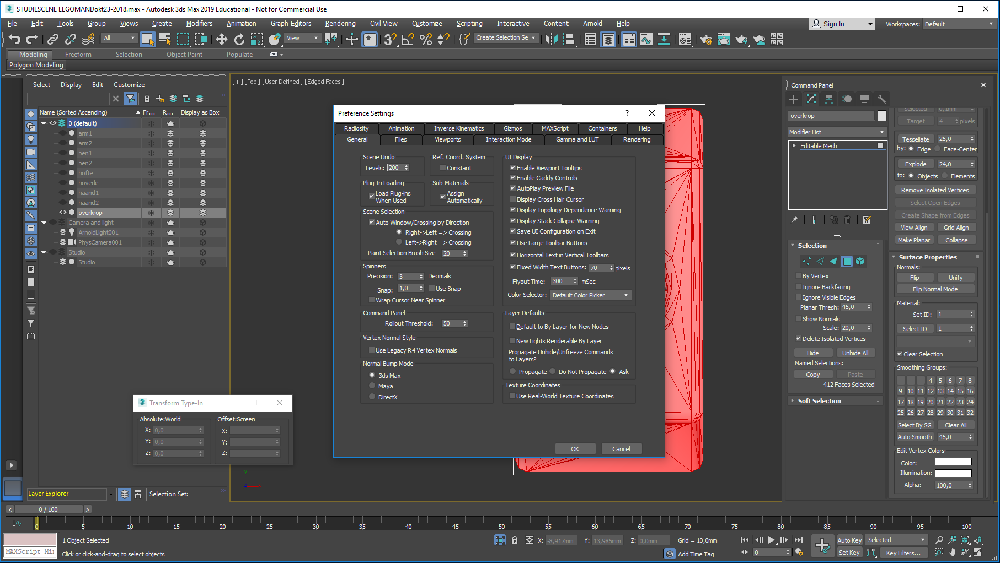 STUDIESCENE LEGOMANDokt23-2018.max - Autodesk 3ds Max 2019 Educational - Not for Commercial Use
File Edit Tools Group Views Create Modifiers Animation Graph Editors Rendering Civil View Customize Scripting Interactive Content Arnold Help
Sign In Workspaces: Default
All View Create Selection Se
Modeling Freeform Selection Object Paint Populate
Polygon Modeling
Select Display Edit Customize
Name (Sorted Ascending) Fr... R... Display as Box
0 (default)
arm1
arm2
ben1
ben2
hofte
hovede
haand1
haand2
overkrop
Camera and light
ArnoldLight001
PhysCamera001
Studio
Studio
Layer Explorer Selection Set:
[+] [Top ] [User Defined ] [Edged Faces ]
Preference Settings
Radiosity Animation Inverse Kinematics Gizmos MAXScript Containers Help
General Files Viewports Interaction Mode Gamma and LUT Rendering
Scene Undo
Levels: 200
Ref. Coord. System
Constant
Plug-In Loading
Load Plug-ins
When Used
Sub-Materials
Assign
Automatically
Scene Selection
Auto Window/Crossing by Direction
Right->Left => Crossing
Left->Right => Crossing
Paint Selection Brush Size 20
Spinners
Precision: 3 Decimals
Snap: 1,0 Use Snap
Wrap Cursor Near Spinner
Command Panel
Rollout Threshold: 50
Vertex Normal Style
Use Legacy R4 Vertex Normals
Normal Bump Mode
3ds Max
Maya
DirectX
UI Display
Enable Viewport Tooltips
Enable Caddy Controls
AutoPlay Preview File
Display Cross Hair Cursor
Display Topology-Dependence Warning
Display Stack Collapse Warning
Save UI Configuration on Exit
Use Large Toolbar Buttons
Horizontal Text in Vertical Toolbars
Fixed Width Text Buttons: 70 pixels
Flyout Time: 300 mSec
Color Selector: Default Color Picker
Layer Defaults
Default to By Layer for New Nodes
New Lights Renderable By Layer
Propagate Unhide/Unfreeze Commands
to Layers?
Propagate Do Not Propagate Ask
Texture Coordinates
Use Real-World Texture Coordinates
OK Cancel
Transform Type-In
Absolute:World Offset:Screen
X: 0,0 X:
Y: 0,0 Y:
Z: 0,0 Z:
y
Command Panel
overkrop
Modifier List
Editable Mesh
Selection
By Vertex
Ignore Backfacing
Ignore Visible Edges
Planar Thresh: 45,0
Show Normals
Scale: 20,0
Delete Isolated Vertices
Hide Unhide All
Named Selections:
Copy Paste
412 Faces Selected
Soft Selection
Selected 0,1mm
Target 4 pixels
Tessellate 25,0
by: Edge Face-Center
Explode 24,0
to: Objects Elements
Remove Isolated Vertices
Select Open Edges
Create Shape from Edges
View Align Grid Align
Make Planar Collapse
Surface Properties
Normals:
Flip Unify
Flip Normal Mode
Material:
Set ID: 1
Select ID 1
Clear Selection
Smoothing Groups:
4 5 6 7 8
9 10 11 12 13 14 15 16
17 18 19 20 21 22 23 24
25 26 27 28 29 30 31 32
Select By SG Clear All
Auto Smooth 45,0
Edit Vertex Colors
Color:
Illumination:
Alpha: 100,0
< 0 / 100 >
0 5 10 15 20 25 30 35 40 45 50 55 60 65 70 75 80 85 90 95 100
1 Object Selected
X: -8,917mm Y: 13,985mm Z: 0,0mm Grid = 10,0mm
Auto Key Selected
MAXScript Mi
Click or click-and-drag to select objects
Add Time Tag
0
Set Key Key Filters...